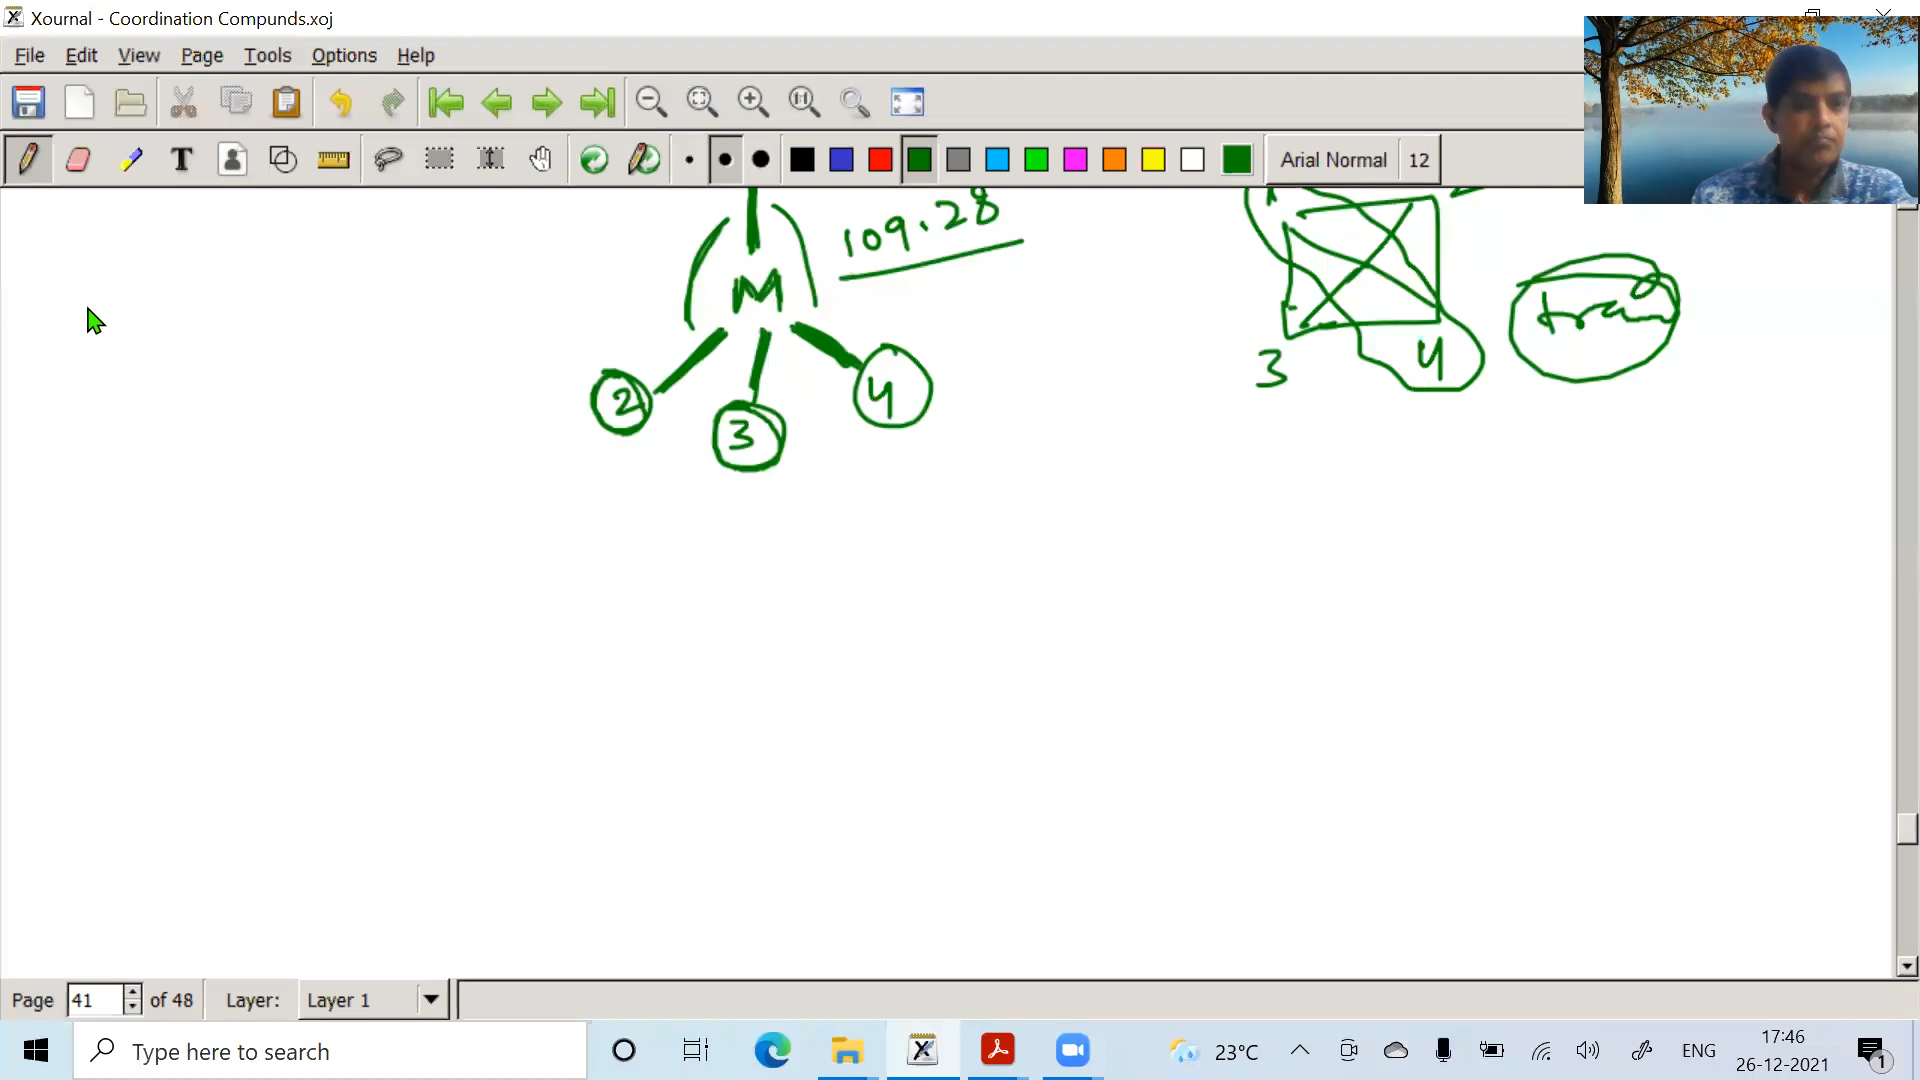 Xournal - Coordination Compunds.xoj
File Edit View Page Tools Options Help
Arial Normal 12
109.28
M
2
3
4
3
4
Page 41 of 48 Layer: Layer 1
Type here to search
23°C
ENG
17:46
26-12-2021
1